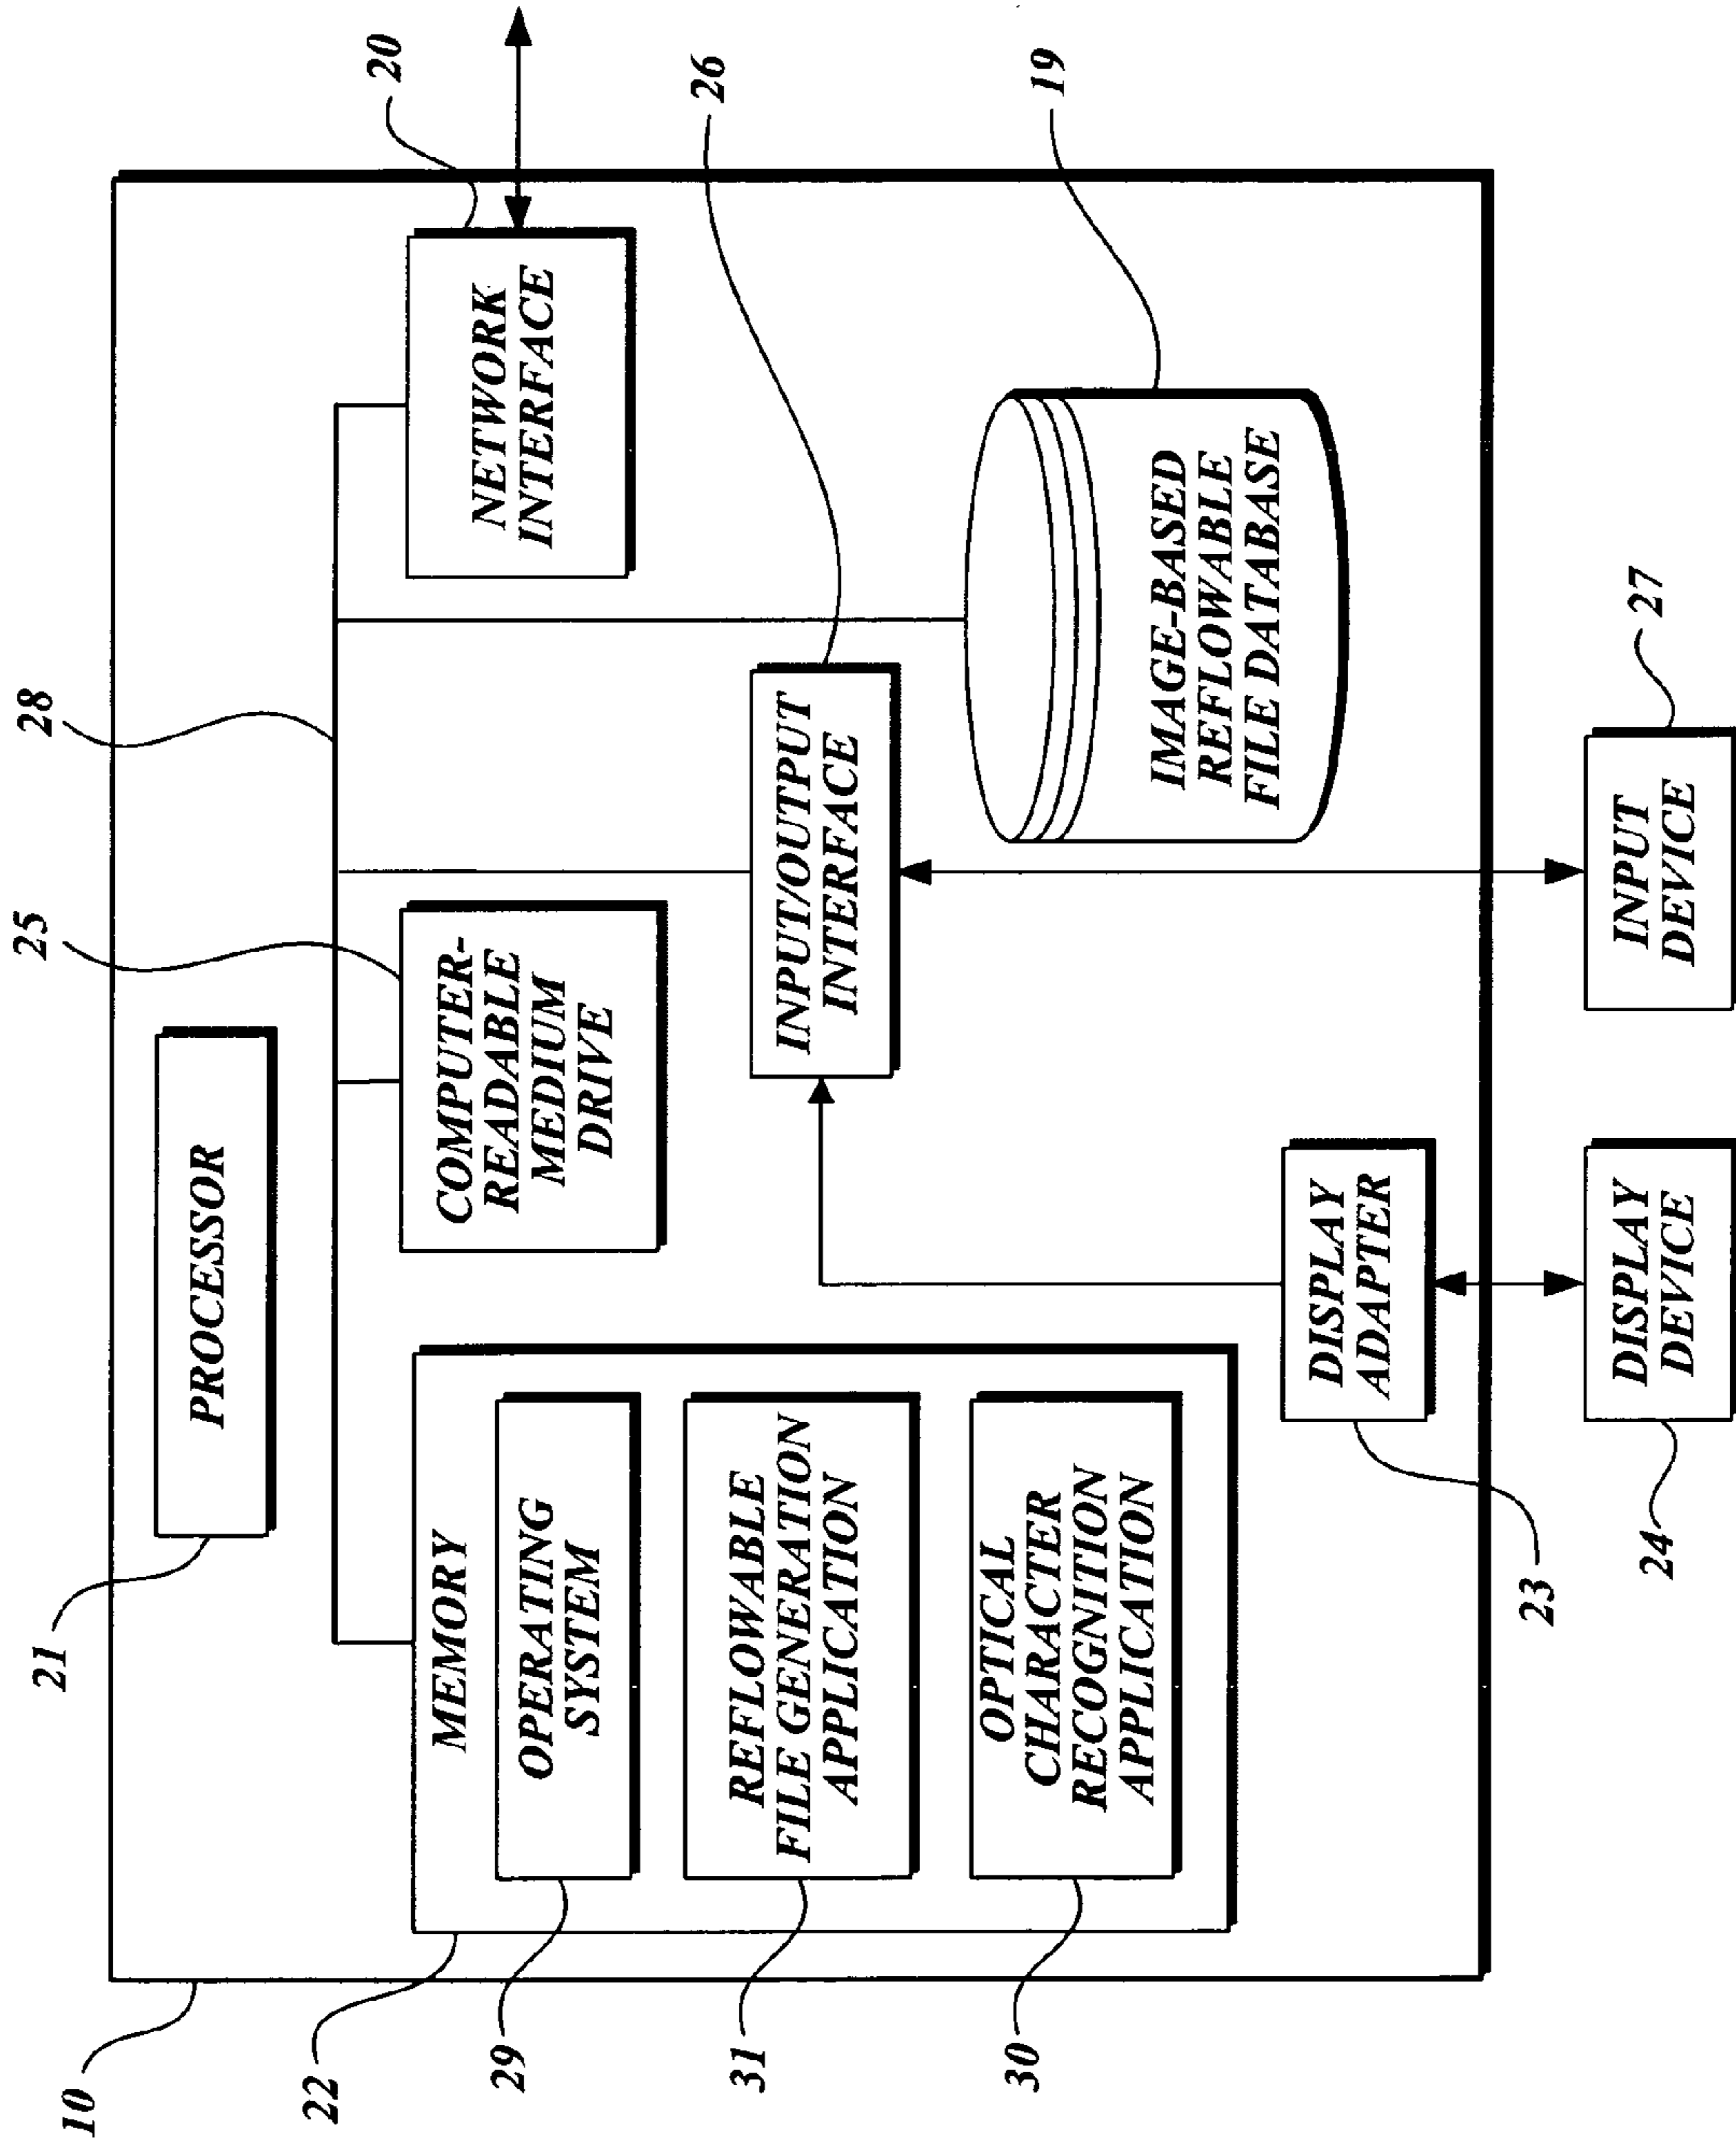 10
21
PROCESSOR
25
28
20
22
MEMORY
29
OPERATING
SYSTEM
31
REFLOWABLE
FILE GENERATION
APPLICATION
30
OPTICAL
CHARACTER
RECOGNITION
APPLICATION
COMPUTER-
READABLE
MEDIUM
DRIVE
NETWORK
INTERFACE
26
INPUT/OUTPUT
INTERFACE
19
IMAGE-BASED
REFLOWABLE
FILE DATABASE
DISPLAY
ADAPTER
23
DISPLAY
DEVICE
24
INPUT
DEVICE
27